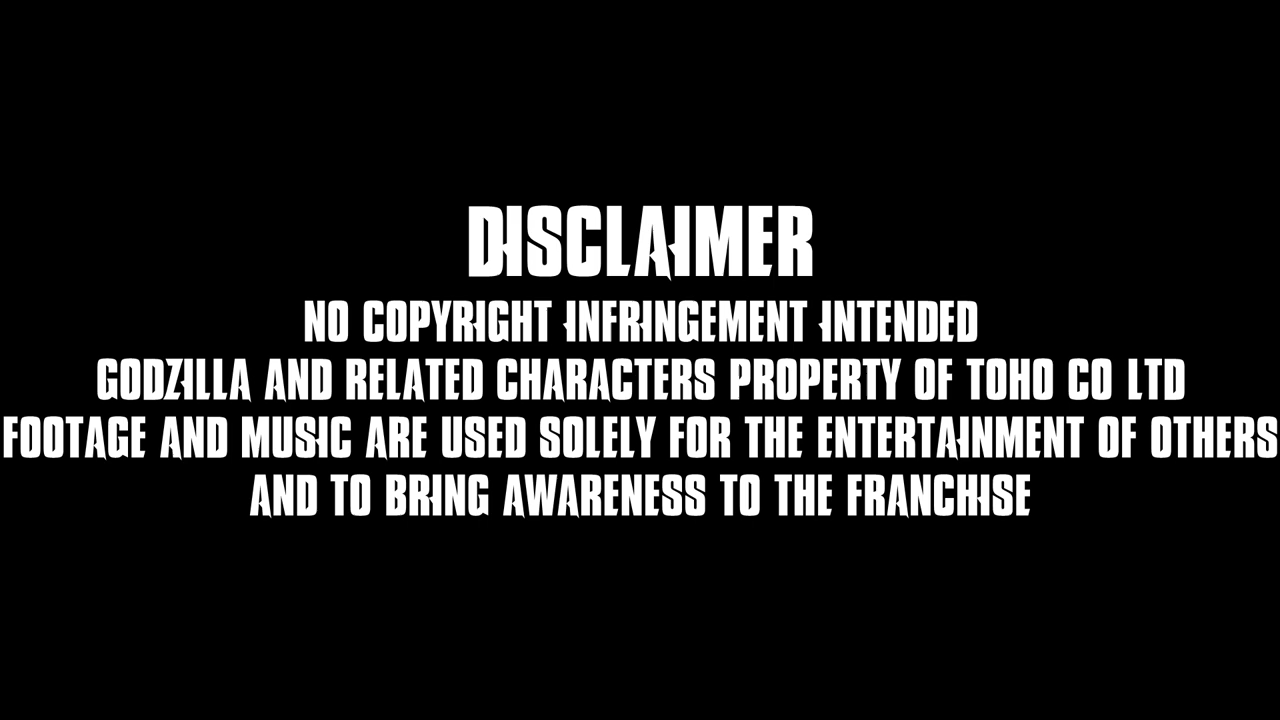 DISCLAIMER
NO COPYRIGHT INFRINGEMENT INTENDED
GODZILLA AND RELATED CHARACTERS PROPERTY OF TOHO CO LTD
FOOTAGE AND MUSIC ARE USED SOLELY FOR THE ENTERTAINMENT OF OTHERS
AND TO BRING AWARENESS TO THE FRANCHISE